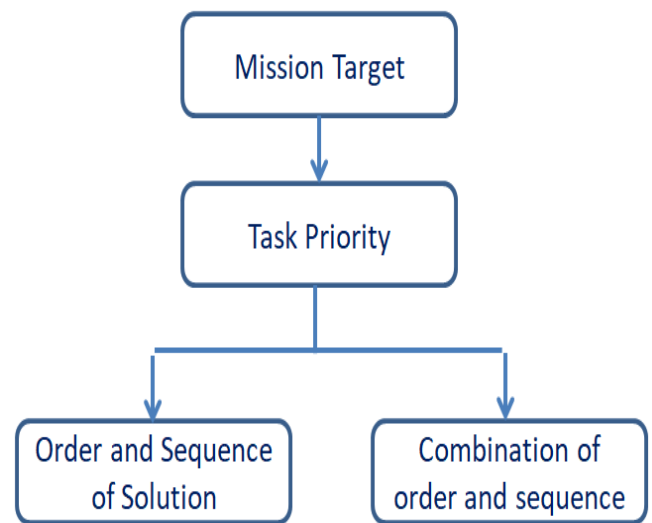 Mission Target
Task Priority
Order and Sequence
of Solution
Combination of
order and sequence